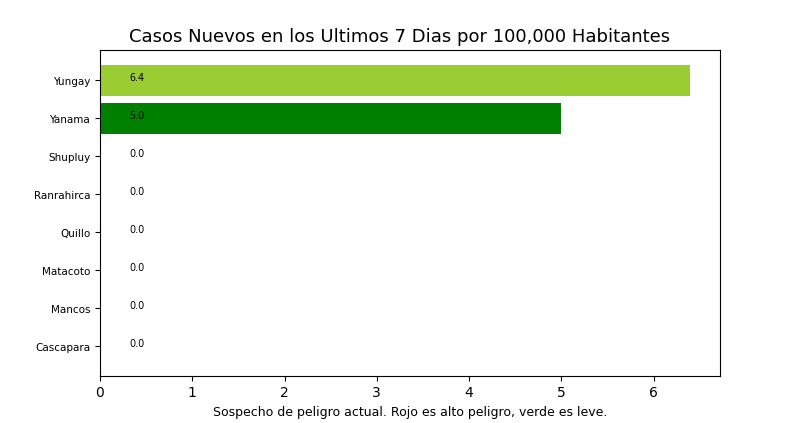 Casos Nuevos en los Ultimos 7 Dias por 100,000 Habitantes
Yungay 6.4
Yanama 5.0
Shupluy 0.0
Ranrahirca 0.0
Quillo 0.0
Matacoto 0.0
Mancos 0.0
Cascapara 0.0
0 1 2 3 4 5 6
Sospecho de peligro actual. Rojo es alto peligro, verde es leve.